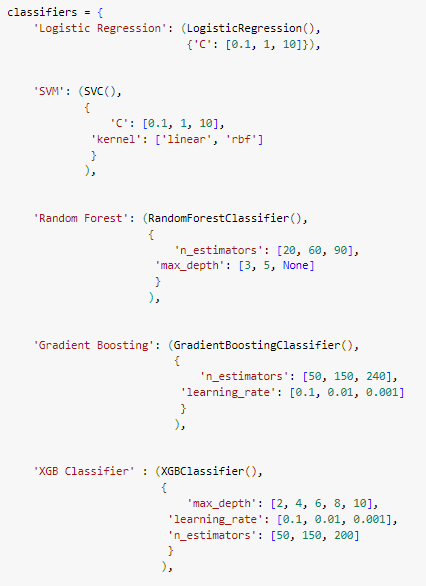 classifiers = {
    'Logistic Regression': (LogisticRegression(),
                           {'C': [0.1, 1, 10]}),
    'SVM': (SVC(),
            {
                'C': [0.1, 1, 10],
             'kernel': ['linear', 'rbf']
             }
            ),
    'Random Forest': (RandomForestClassifier(),
                      {
                          'n_estimators': [20, 60, 90],
                       'max_depth': [3, 5, None]
                       }
                      ),
    'Gradient Boosting': (GradientBoostingClassifier(),
                          {
                              'n_estimators': [50, 150, 240],
                           'learning_rate': [0.1, 0.01, 0.001]
                           }
                          ),
    'XGB Classifier' : (XGBClassifier(),
                        {
                            'max_depth': [2, 4, 6, 8, 10],
                         'learning_rate': [0.1, 0.01, 0.001],
                         'n_estimators': [50, 150, 200]
                         }
                        ),